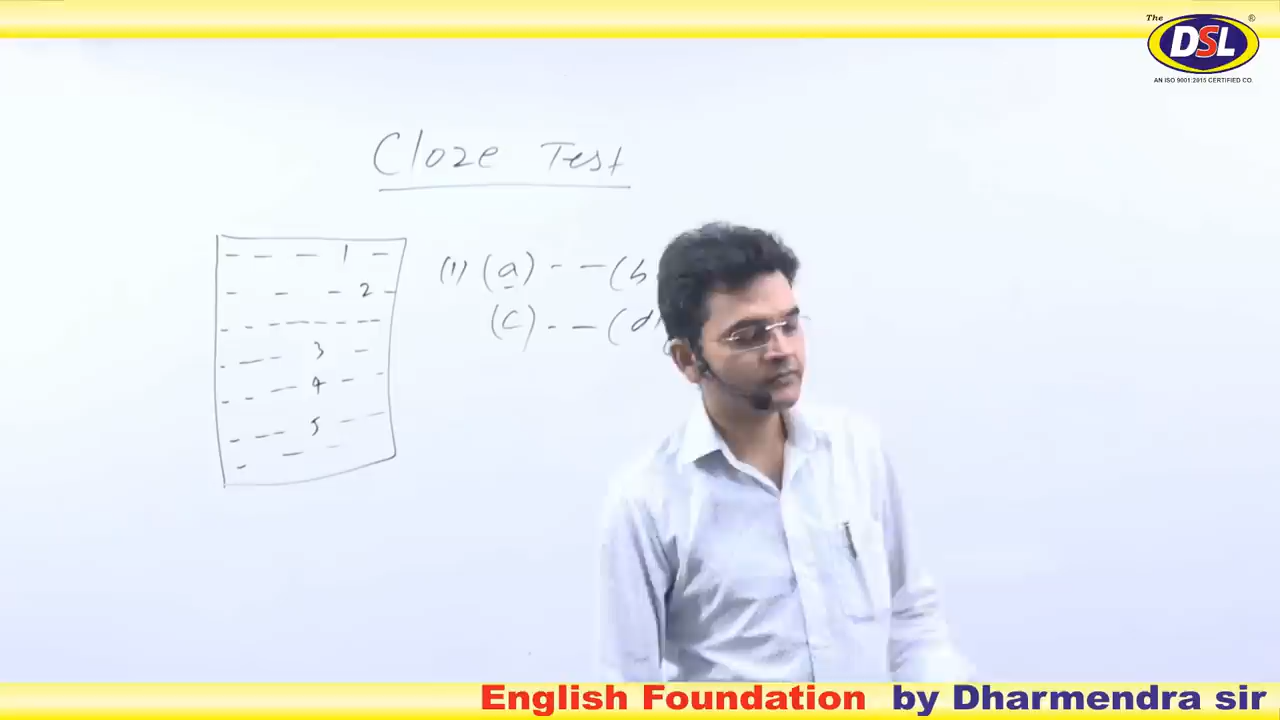 The ®
DSL
AN ISO 9001:2015 CERTIFIED CO.
Cloze Test
1
2
3
4
5
(1) (a) - - (b
(c) - - (d)
English Foundation by Dharmendra sir